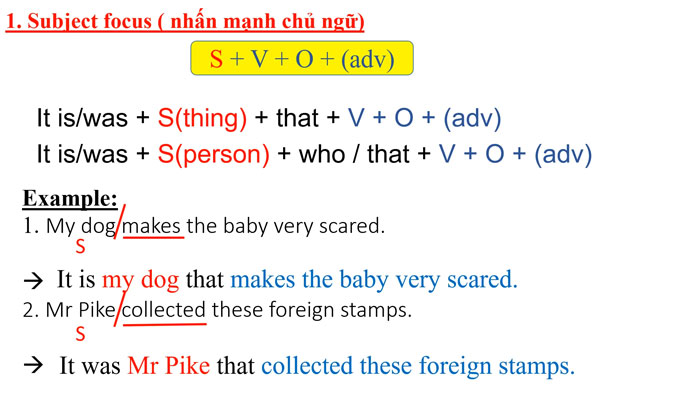 1. Subject focus ( nhấn mạnh chủ ngữ)
S + V + O + (adv)
It is/was + S(thing) + that + V + O + (adv)
It is/was + S(person) + who / that + V + O + (adv)
Example:
1. My dog/makes the baby very scared.
S
→ It is my dog that makes the baby very scared.
2. Mr Pike/collected these foreign stamps.
S
→ It was Mr Pike that collected these foreign stamps.